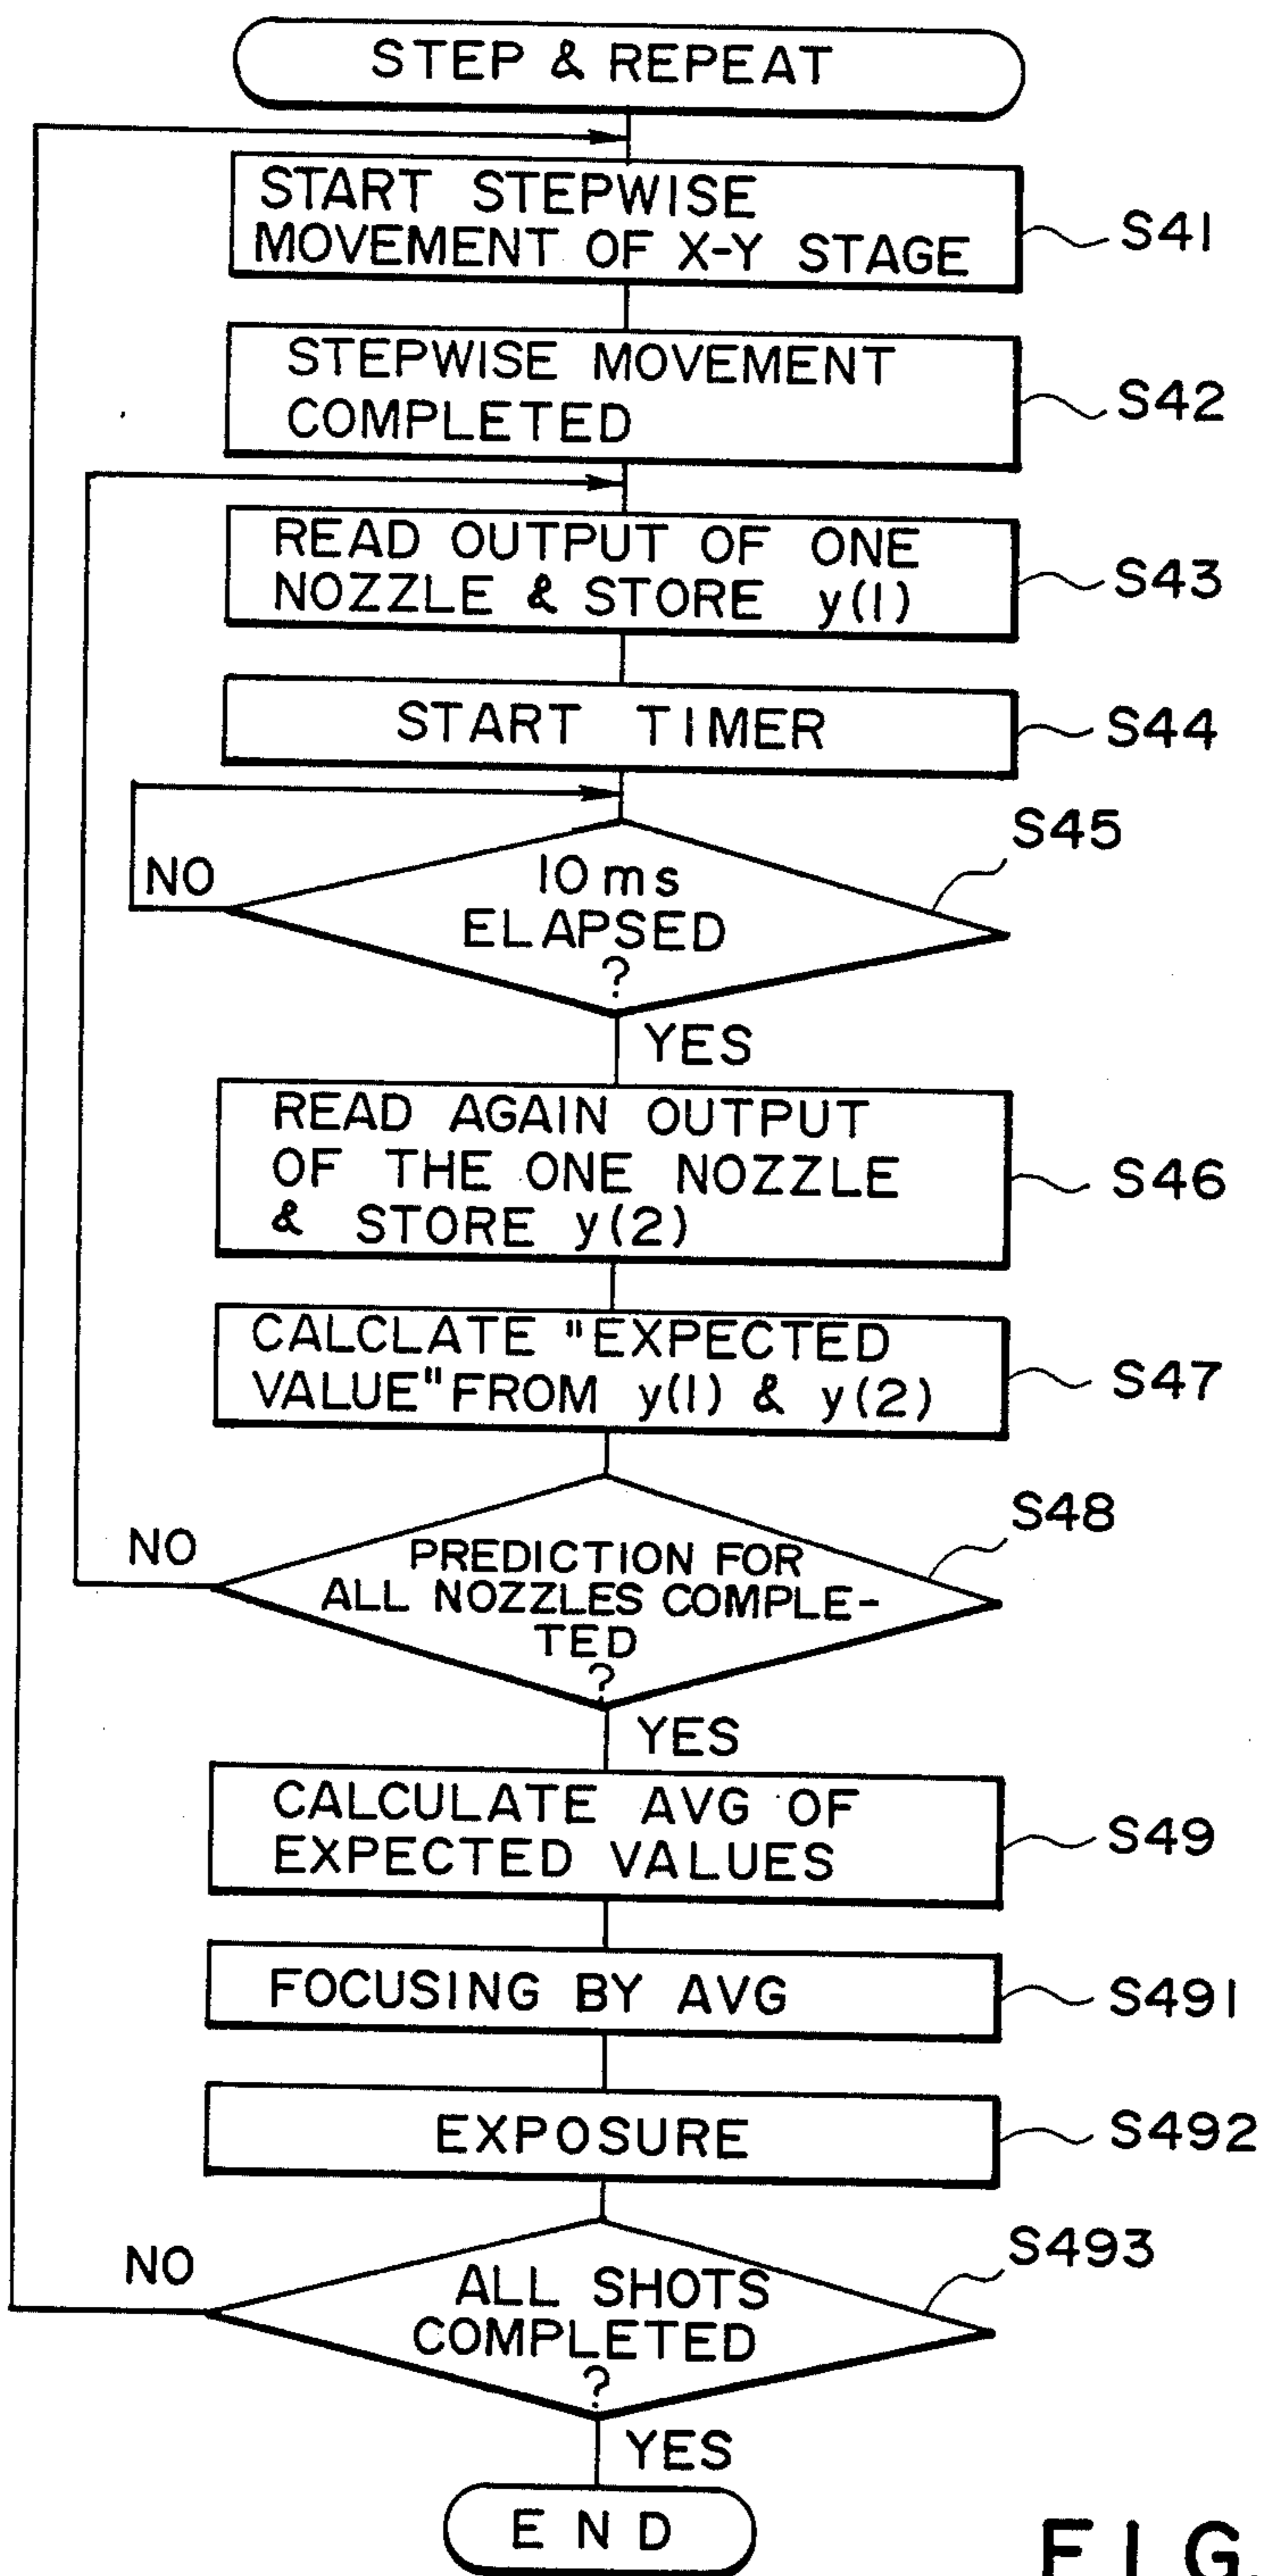 STEP & REPEAT
START STEPWISE
MOVEMENT OF X-Y STAGE
S41
STEPWISE MOVEMENT
COMPLETED
S42
READ OUTPUT OF ONE
NOZZLE & STORE y(1)
S43
START TIMER
S44
S45
NO
10ms
ELAPSED
?
YES
READ AGAIN OUTPUT
OF THE ONE NOZZLE
& STORE y(2)
S46
CALCLATE "EXPECTED
VALUE" FROM y(1) & y(2)
S47
S48
NO
PREDICTION FOR
ALL NOZZLES COMPLE-
TED
?
YES
CALCULATE AVG OF
EXPECTED VALUES
S49
FOCUSING BY AVG
S491
EXPOSURE
S492
S493
NO
ALL SHOTS
COMPLETED
?
YES
END
FIG.